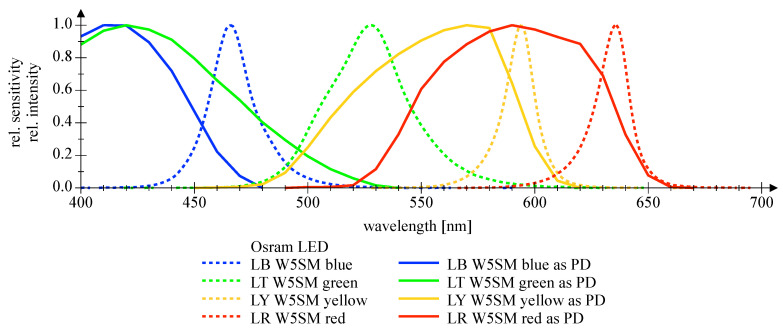 rel. sensitivity
rel. intensity
1.0
0.8
0.6
0.4
0.2
1.0
400
450
500
550
600
650
700
wavelength [nm]
Osram LED
LB W5SM blue
LB W5SM blue as PD
LT W5SM green
LT W5SM green as PD
LY W5SM yellow
LY W5SM yellow as PD
LR W5SM red
LR W5SM red as PD